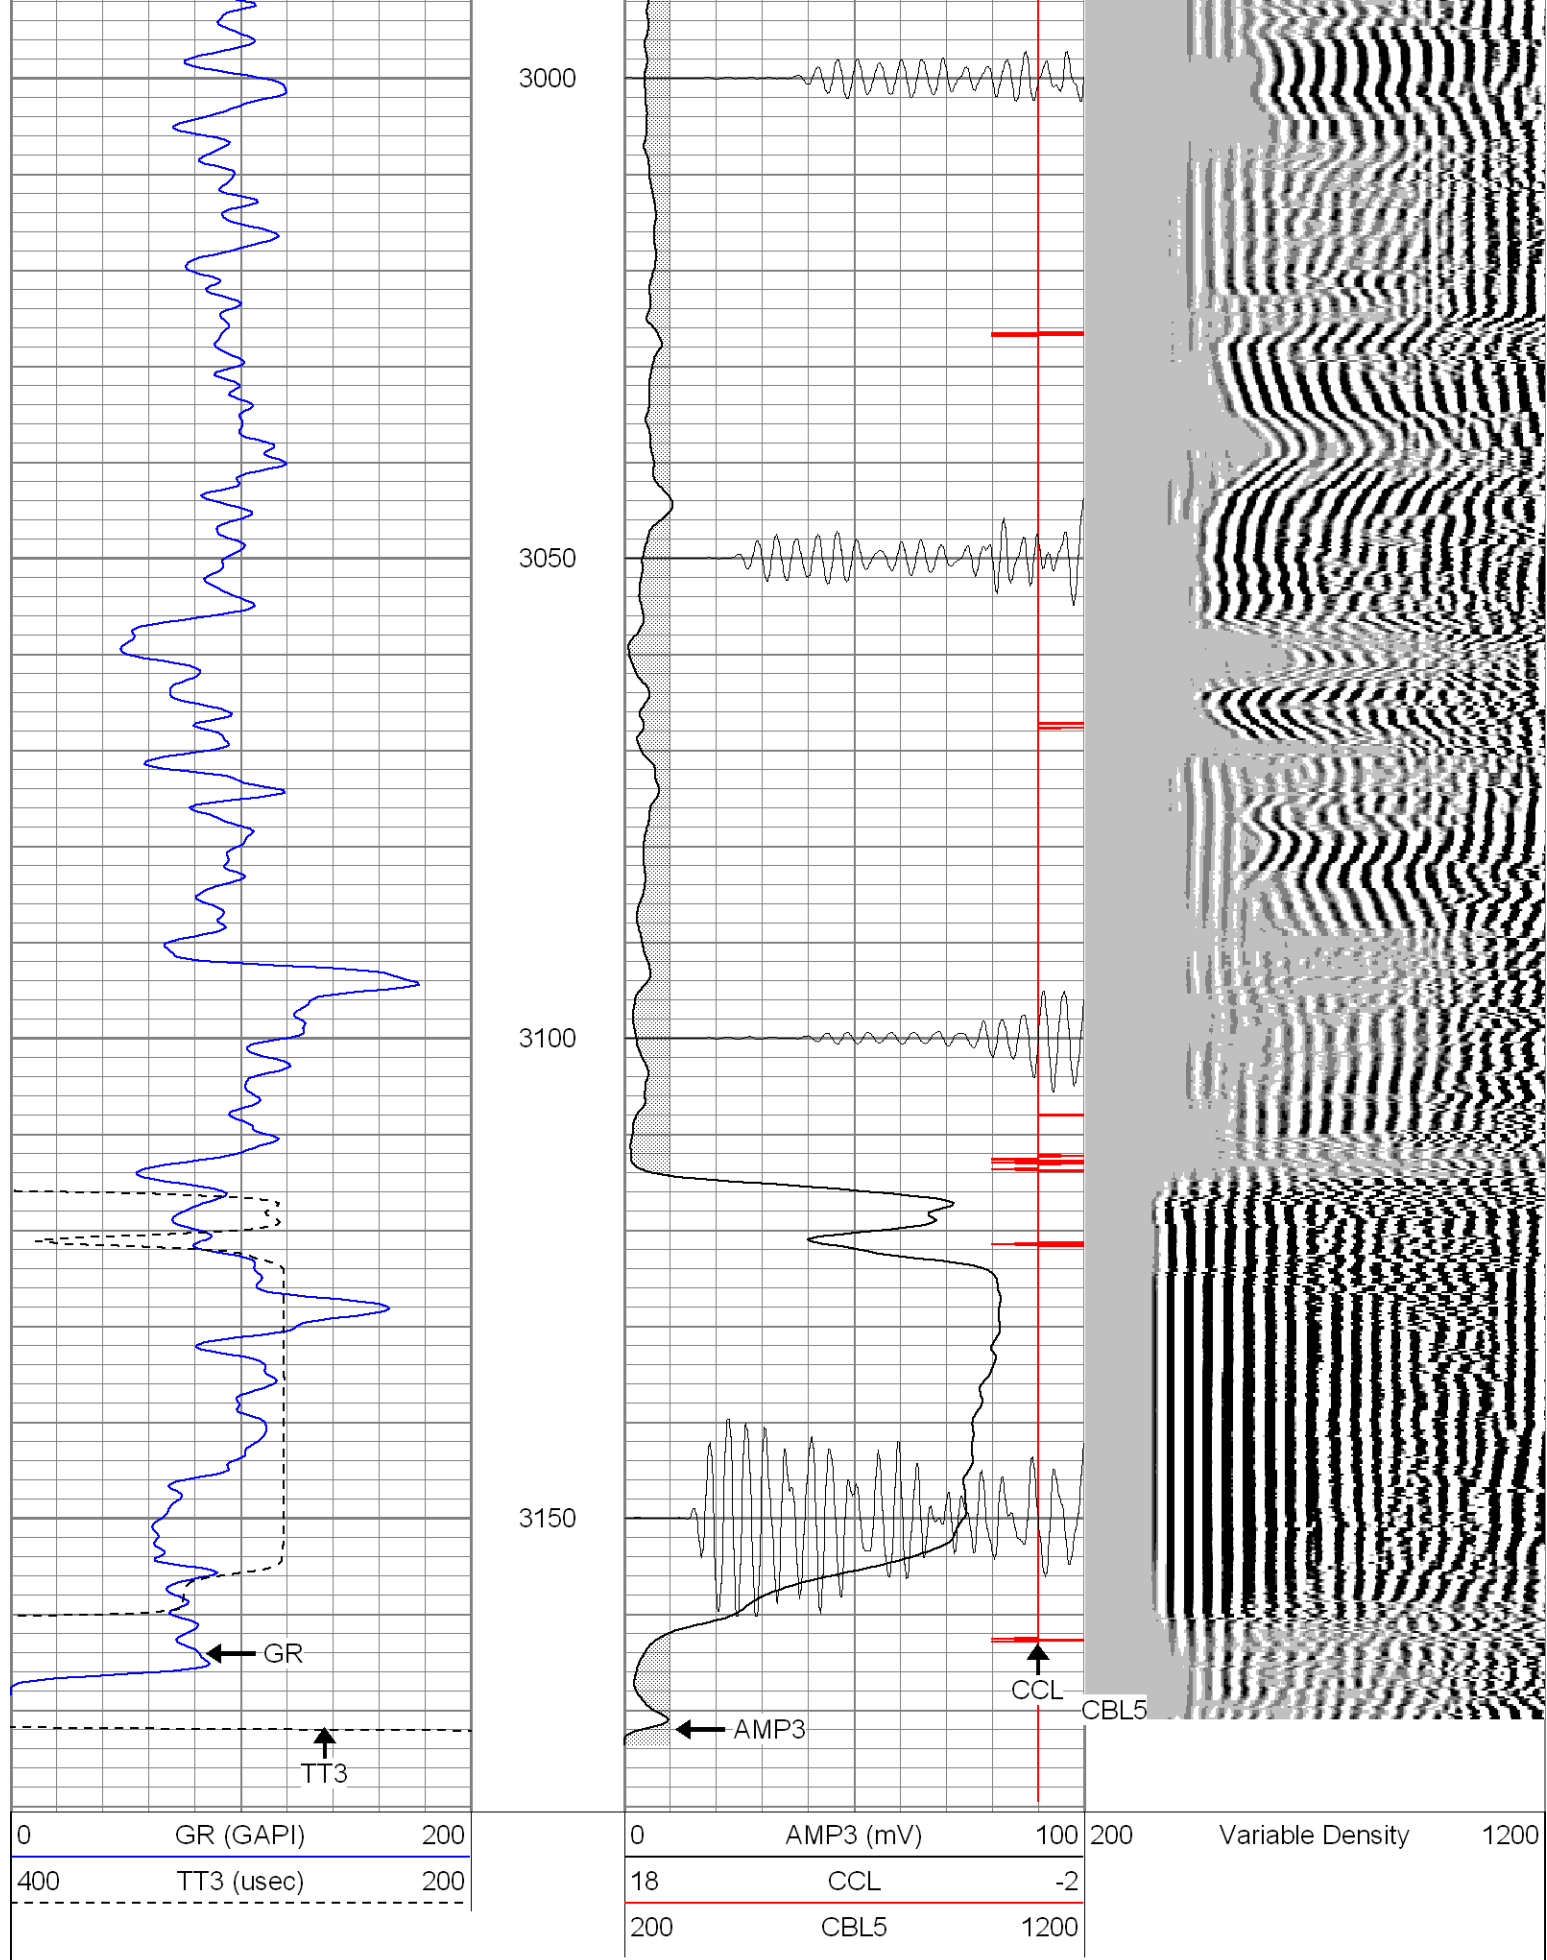 3000
3050
3100
3150
GR
CCL
CBL5
AMP3
TT3
0 GR (GAPI) 200
0 AMP3 (mV) 100
200 Variable Density 1200
400 TT3 (usec) 200
18 CCL -2
200 CBL5 1200